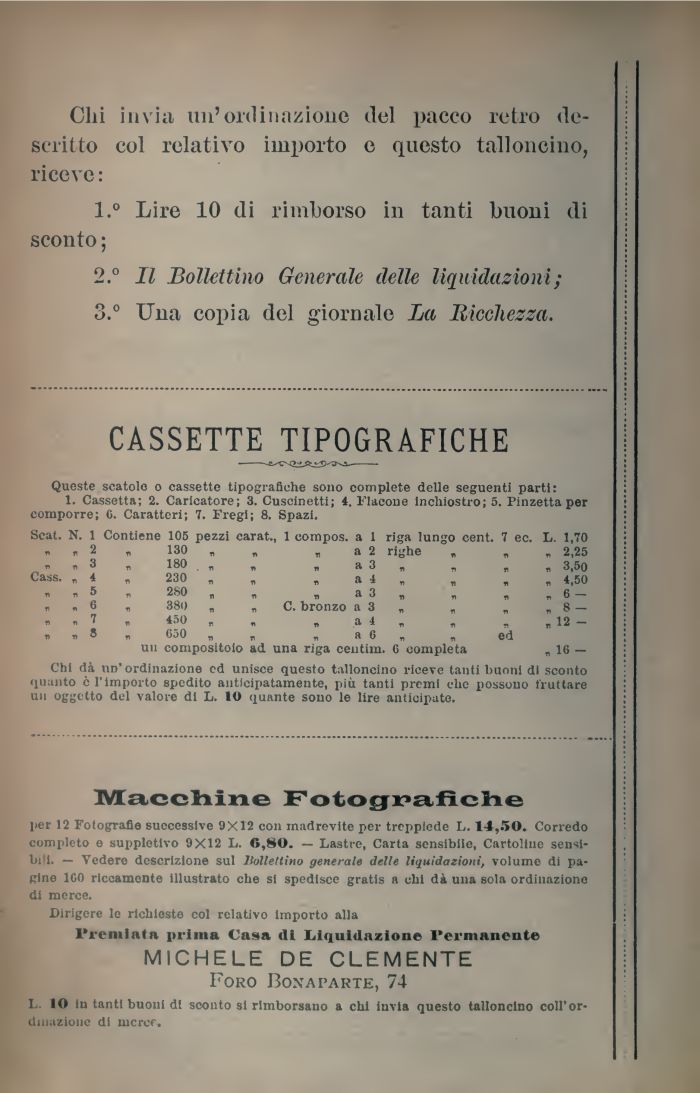 Chi invia un'ordinazione del pacco retro de-
scritto col relativo importo e questo talloncino,
riceve:
1.º Lire 10 di rimborso in tanti buoni di
sconto;
2.º Il Bollettino Generale delle liquidazioni;
3.º Una copia del giornale La Ricchezza.
CASSETTE TIPOGRAFICHE
Queste scatole o cassette tipografiche sono complete delle seguenti parti:
1. Cassetta; 2. Caricatore; 3. Cuscinetti; 4. Flacone inchiostro; 5. Pinzetta per
comporre; 6. Caratteri; 7. Fregi; 8. Spazi.
Scat. N. 1 Contiene 105 pezzi carat., 1 compos. a 1 riga lungo cent. 7 ec. L. 1,70
„ „ 2 „ 130 „ „ „ a 2 righe „ „ „ 2,25
„ „ 3 „ 180 „ „ „ a 3 „ „ „ „ 3,50
Cass. „ 4 „ 230 „ „ „ a 4 „ „ „ „ 4,50
„ „ 5 „ 280 „ „ „ a 3 „ „ „ „ 6 —
„ „ 6 „ 380 „ „ C. bronzo a 3 „ „ „ „ 8 —
„ „ 7 „ 450 „ „ „ a 4 „ „ „ „ 12 —
„ „ 8 „ 650 „ „ „ a 6 „ „ ed
un compositoio ad una riga centim. 6 completa „ 16 —
Chi dà un'ordinazione ed unisce questo talloncino riceve tanti buoni di sconto
quanto è l'importo spedito anticipatamente, più tanti premi che possono fruttare
un oggetto del valore di L. 10 quante sono le lire anticipate.
Macchine Fotografiche
per 12 Fotografie successive 9×12 con madrevite per treppiede L. 14,50. Corredo
completo e suppletivo 9×12 L. 6,80. — Lastre, Carta sensibile, Cartoline sensi-
bili. — Vedere descrizione sul Bollettino generale delle liquidazioni, volume di pa-
gine 160 riccamente illustrato che si spedisce gratis a chi dà una sola ordinazione
di merce.
Dirigere le richieste col relativo importo alla
Premiata prima Casa di Liquidazione Permanente
MICHELE DE CLEMENTE
FORO BONAPARTE, 74
L. 10 in tanti buoni di sconto si rimborsano a chi invia questo talloncino coll'or-
dinazione di merce.